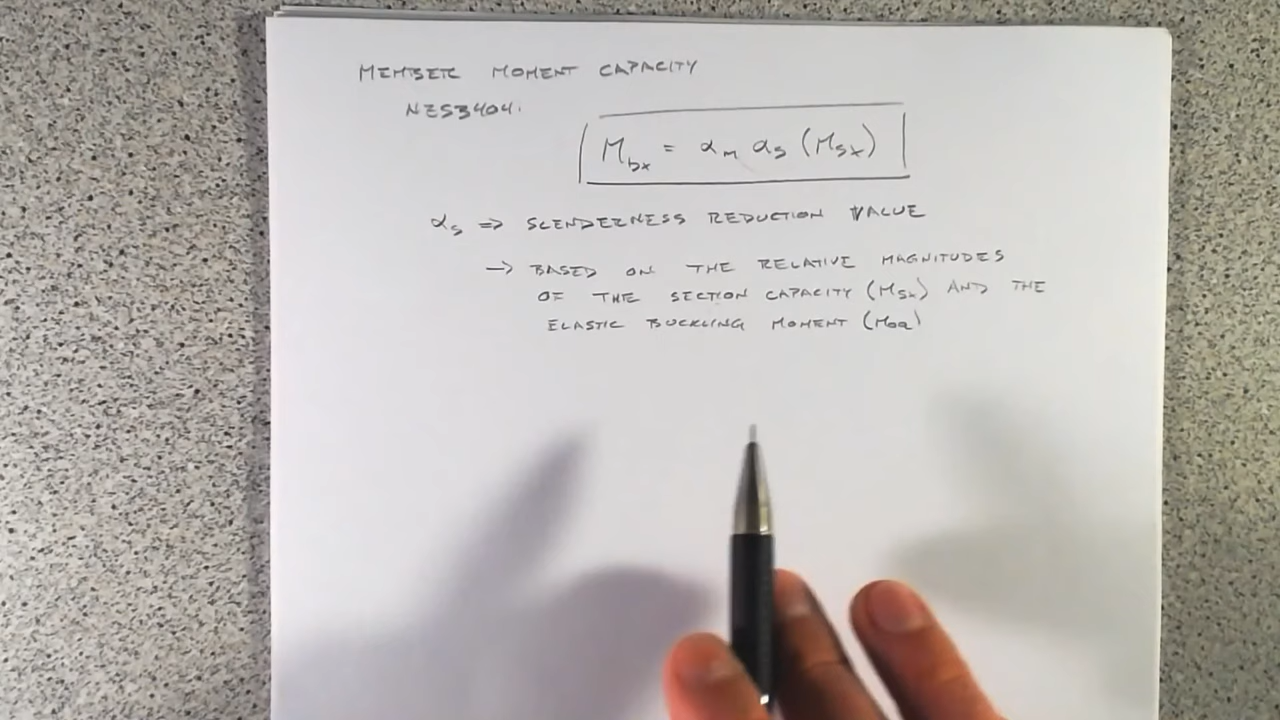 MEMBER MOMENT CAPACITY
NZS3404.
Mbx = αm αs (Msx)
αs => SLENDERNESS REDUCTION VALUE
→ BASED ON THE RELATIVE MAGNITUDES
OF THE SECTION CAPACITY (Msx) AND THE
ELASTIC BUCKLING MOMENT (Moa)